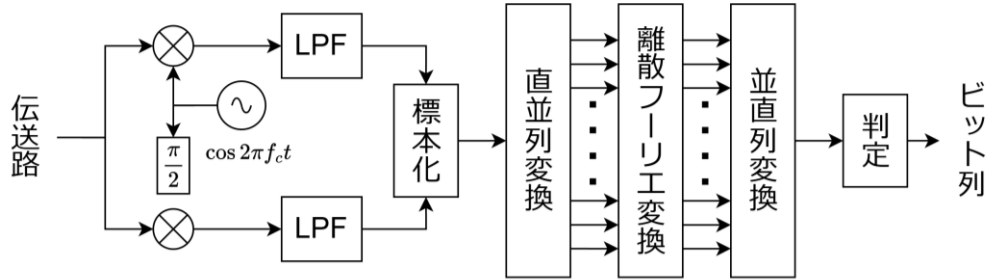 伝送路
π/2
cos 2πf_c t
LPF
LPF
標本化
直並列変換
離散フーリエ変換
並直列変換
判定
ビット列